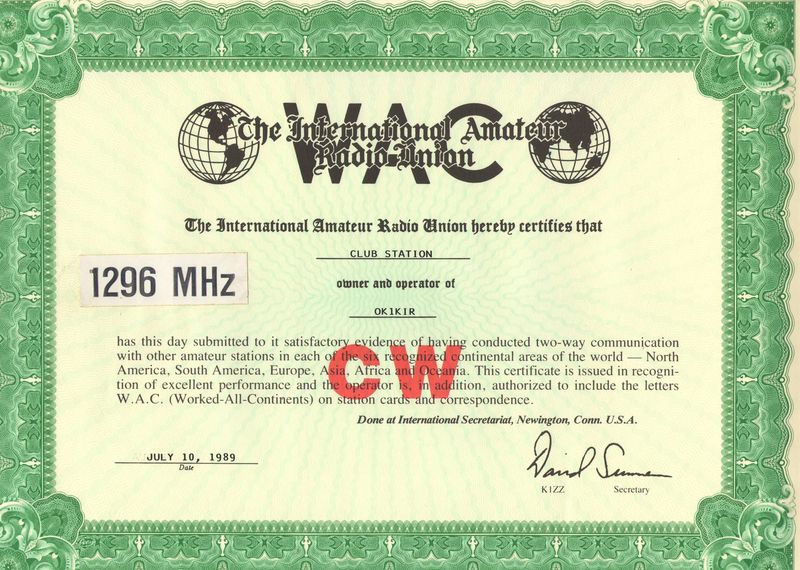 WAC
The International Amateur
Radio Union
The International Amateur Radio Union hereby certifies that
CLUB STATION
1296 MHz
owner and operator of
OK1KIR
has this day submitted to it satisfactory evidence of having conducted two-way communication
with other amateur stations in each of the six recognized continental areas of the world — North
America, South America, Europe, Asia, Africa and Oceania. This certificate is issued in recogni-
tion of excellent performance and the operator is, in addition, authorized to include the letters
W.A.C. (Worked-All-Continents) on station cards and correspondence.
CW
Done at International Secretariat, Newington, Conn. U.S.A.
JULY 10, 1989
Date
David Sumner
K1ZZ Secretary